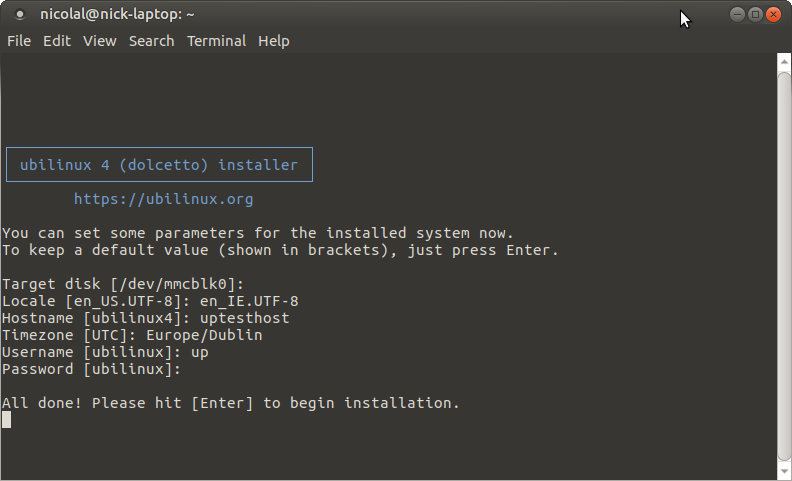 nicolal@nick-laptop: ~
File Edit View Search Terminal Help
ubilinux 4 (dolcetto) installer
https://ubilinux.org
You can set some parameters for the installed system now.
To keep a default value (shown in brackets), just press Enter.
Target disk [/dev/mmcblk0]:
Locale [en_US.UTF-8]: en_IE.UTF-8
Hostname [ubilinux4]: uptesthost
Timezone [UTC]: Europe/Dublin
Username [ubilinux]: up
Password [ubilinux]:
All done! Please hit [Enter] to begin installation.